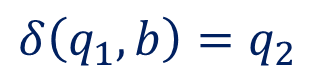 δ(q₁, b) = q₂